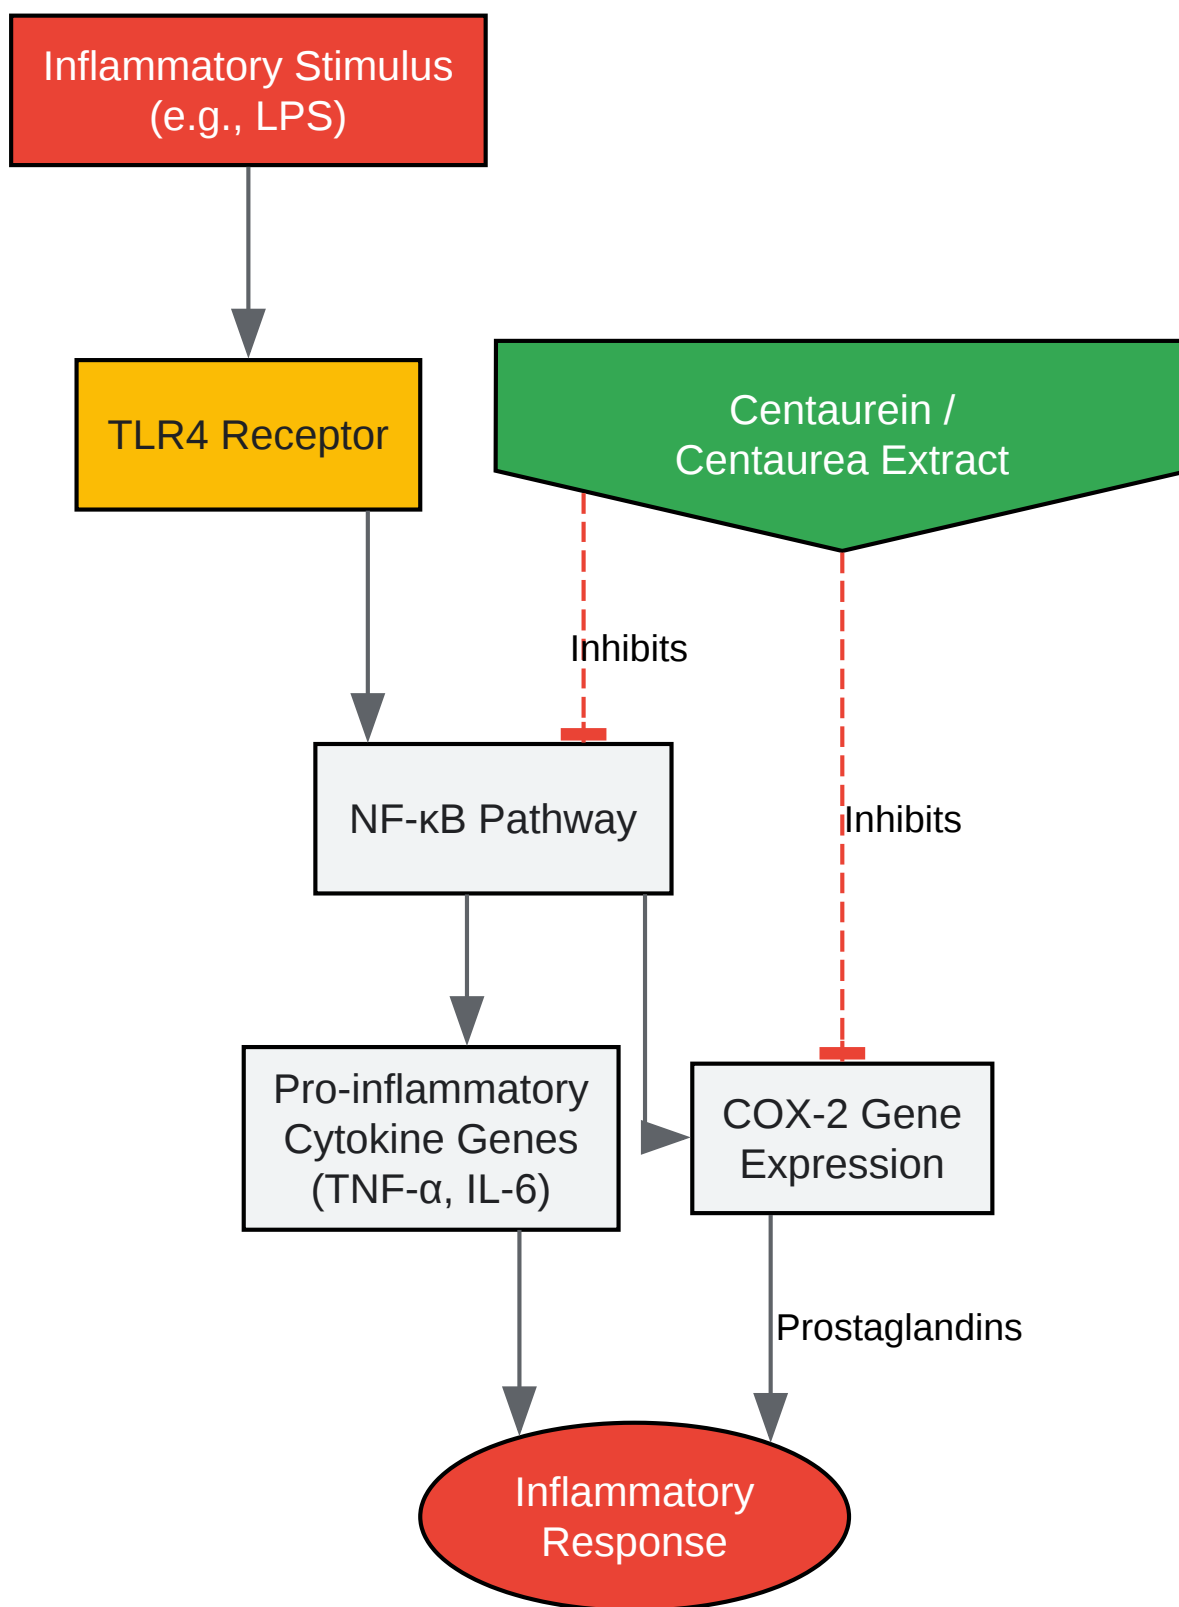 Inflammatory Stimulus
(e.g., LPS)
TLR4 Receptor
Centaurein /
Centaurea Extract
Inhibits
NF-κB Pathway
Inhibits
Pro-inflammatory
Cytokine Genes
(TNF-α, IL-6)
COX-2 Gene
Expression
Prostaglandins
Inflammatory
Response